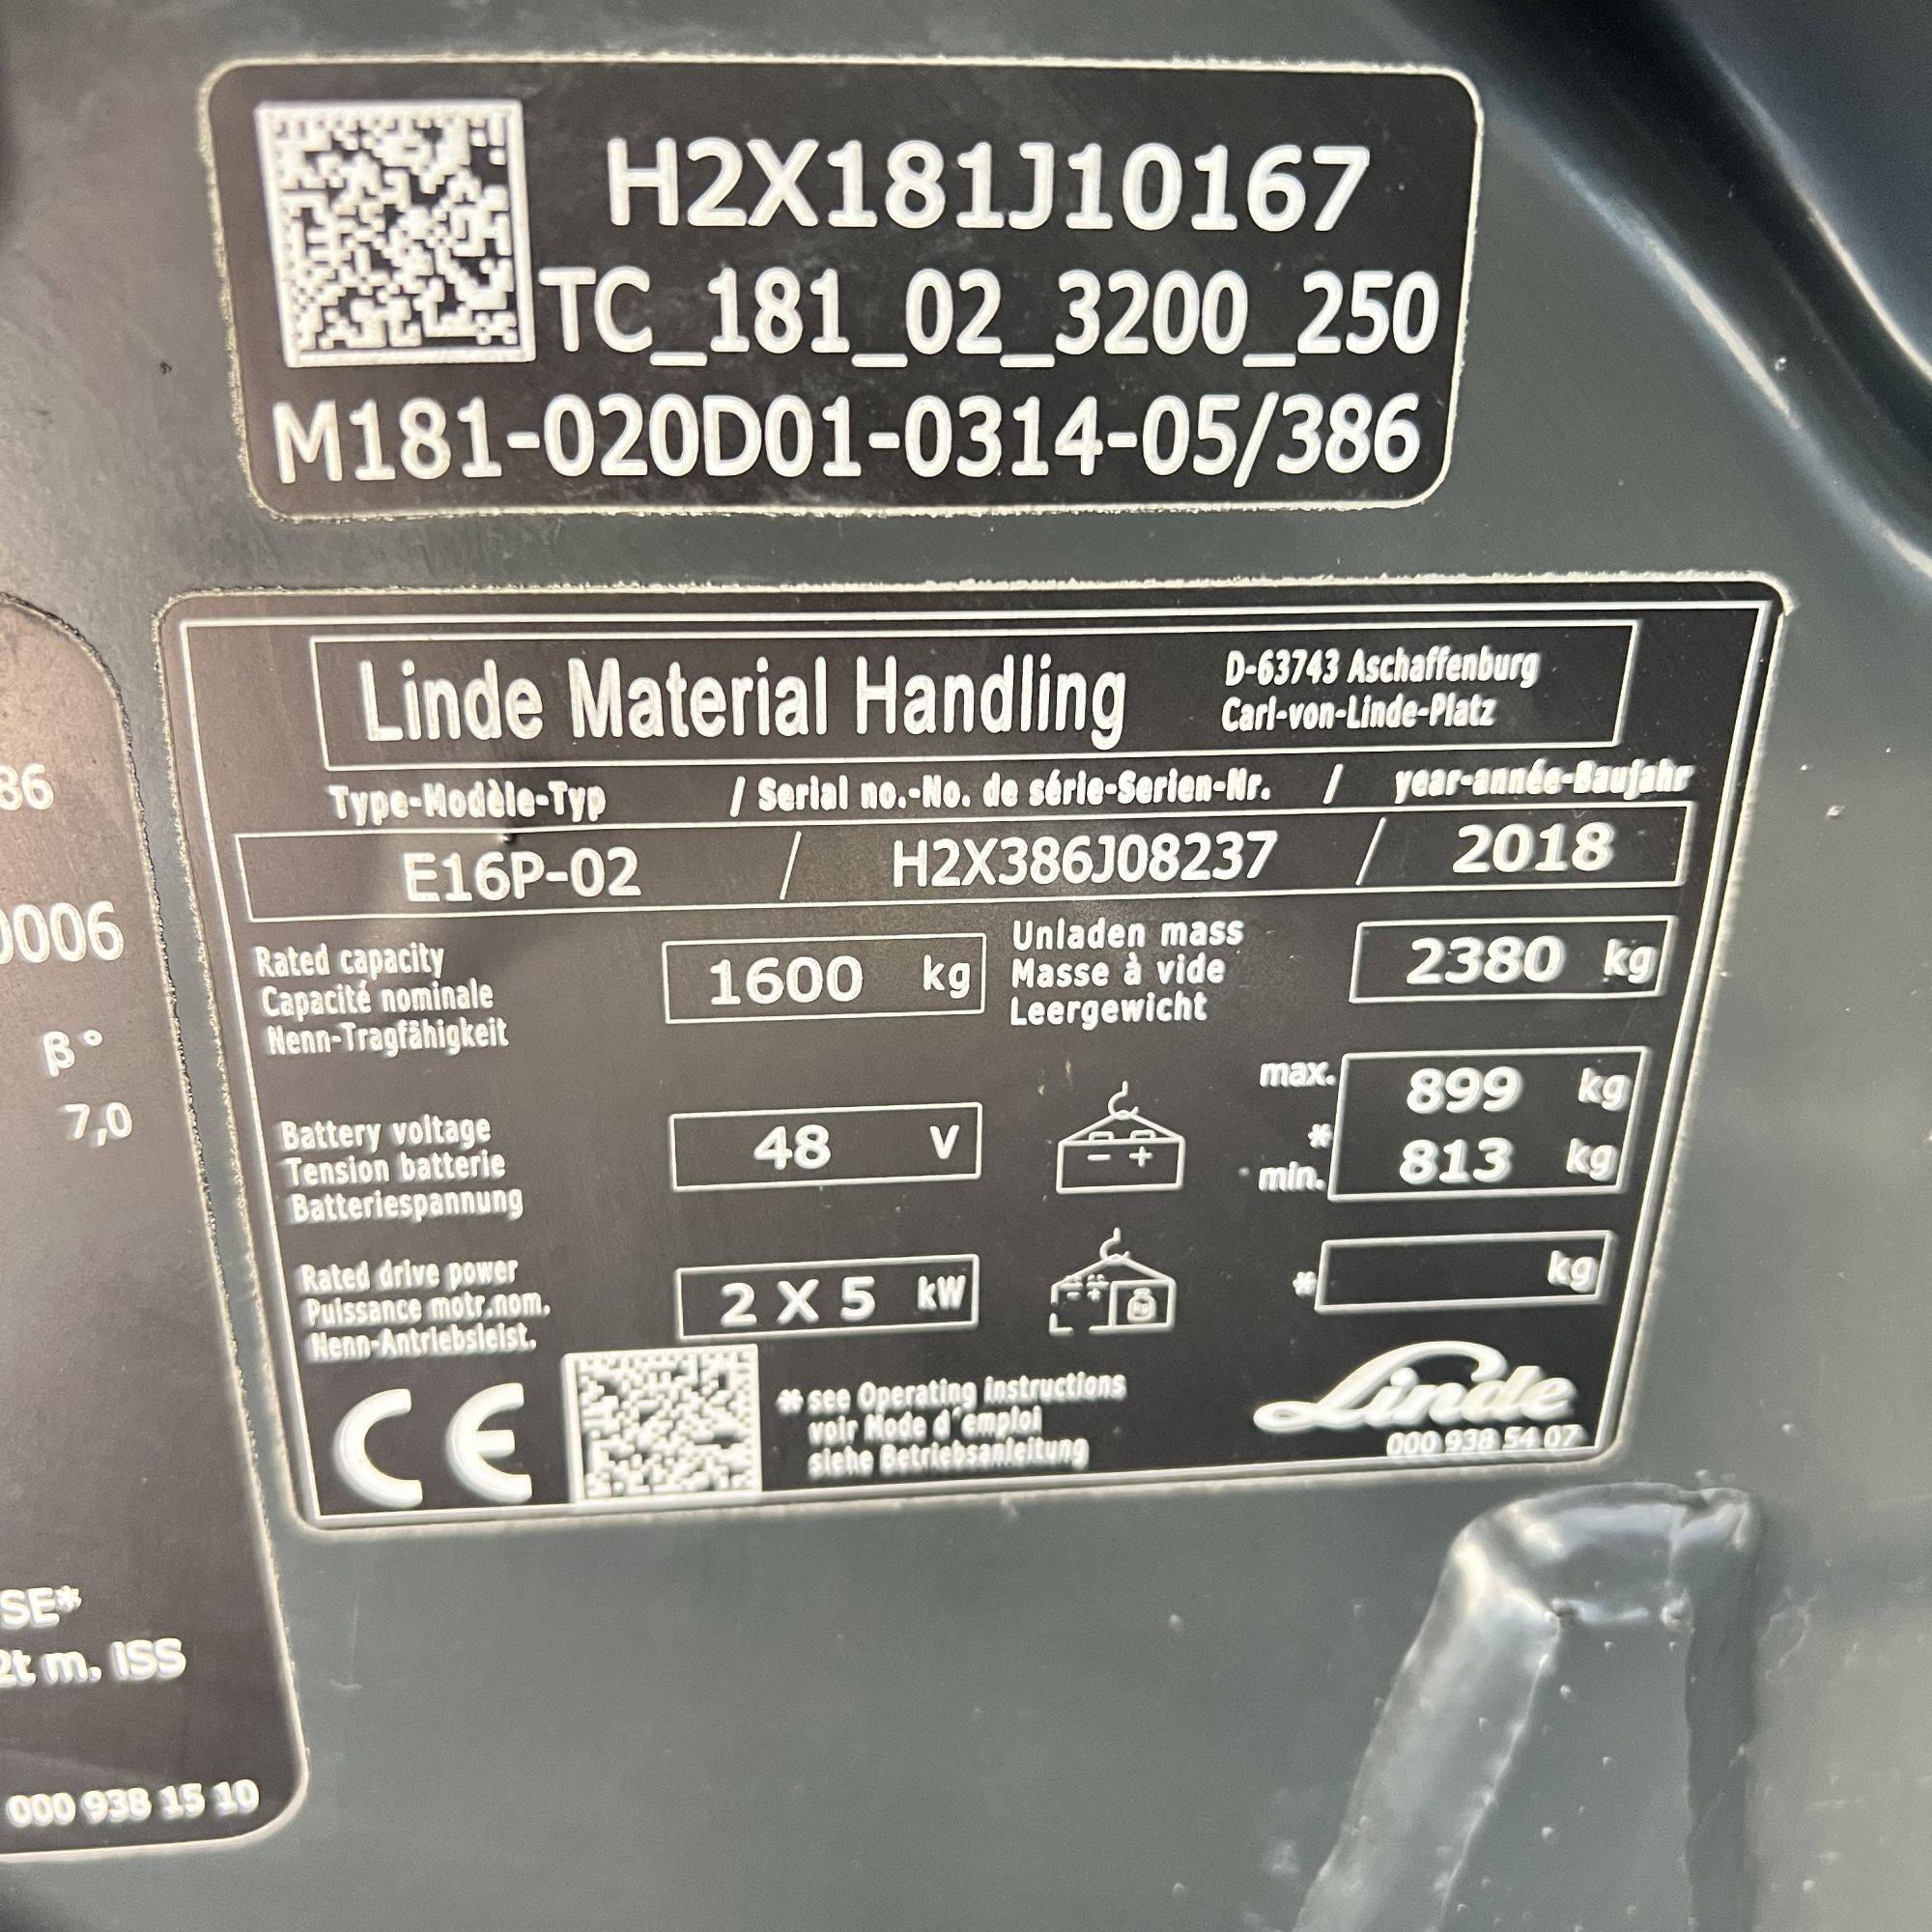 H2X181J10167
TC_181_02_3200_250
M181-020D01-0314-05/386
Linde Material Handling
D-63743 Aschaffenburg
Carl-von-Linde-Platz
Type-Modèle-Typ / Serial no.-No. de série-Serien-Nr. / year-année-Baujahr
E16P-02 / H2X386J08237 / 2018
Rated capacity
Capacité nominale
Nenn-Tragfähigkeit
1600 kg
Unladen mass
Masse à vide
Leergewicht
2380 kg
Battery voltage
Tension batterie
Batteriespannung
48 V
- +
max. 899 kg
*
min. 813 kg
Rated drive power
Puissance motr.nom.
Nenn-Antriebsleist.
2 X 5 kW
* kg
CE
* see Operating instructions
voir Mode d'emploi
siehe Betriebsanleitung
Linde
000 938 54 07
86
0006
β°
7,0
SE*
2t m. ISS
000 938 15 10